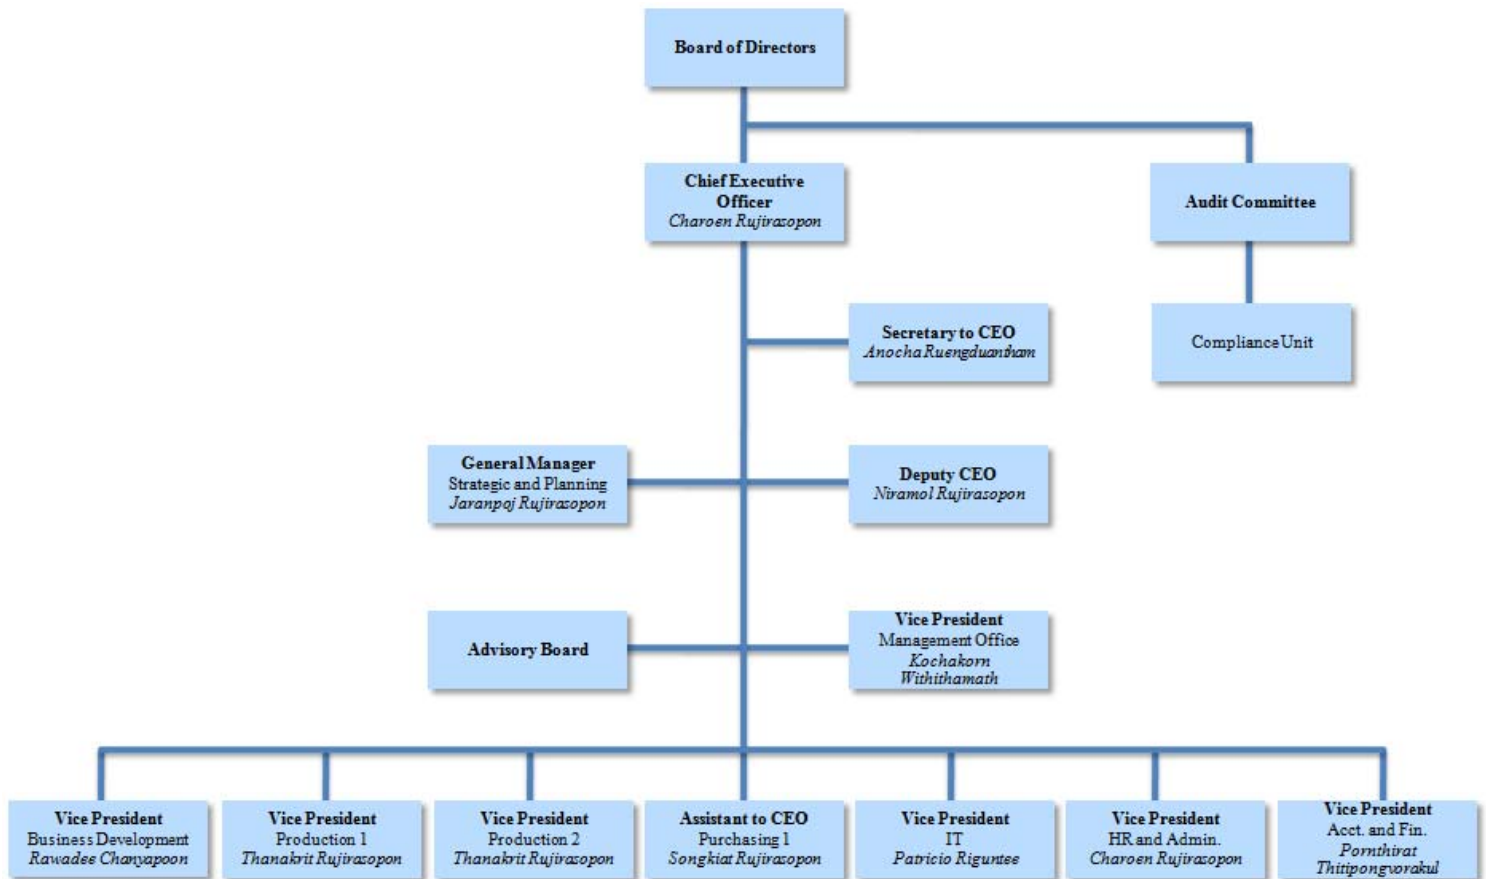 Board of Directors
Chief Executive
Officer
Charoen Rujirasopon
Audit Committee
Secretary to CEO
Anocha Ruengduantham
Compliance Unit
General Manager
Strategic and Planning
Jaranpoj Rujirasopon
Deputy CEO
Niramol Rujirasopon
Advisory Board
Vice President
Management Office
Kochakorn
Withithamath
Vice President
Business Development
Rawadee Chanyapoon
Vice President
Production 1
Thanakrit Rujirasopon
Vice President
Production 2
Thanakrit Rujirasopon
Assistant to CEO
Purchasing 1
Songkiat Rujirasopon
Vice President
IT
Patricio Riguntee
Vice President
HR and Admin.
Charoen Rujirasopon
Vice President
Acct. and Fin.
Pornthirat
Thitipongvorakul